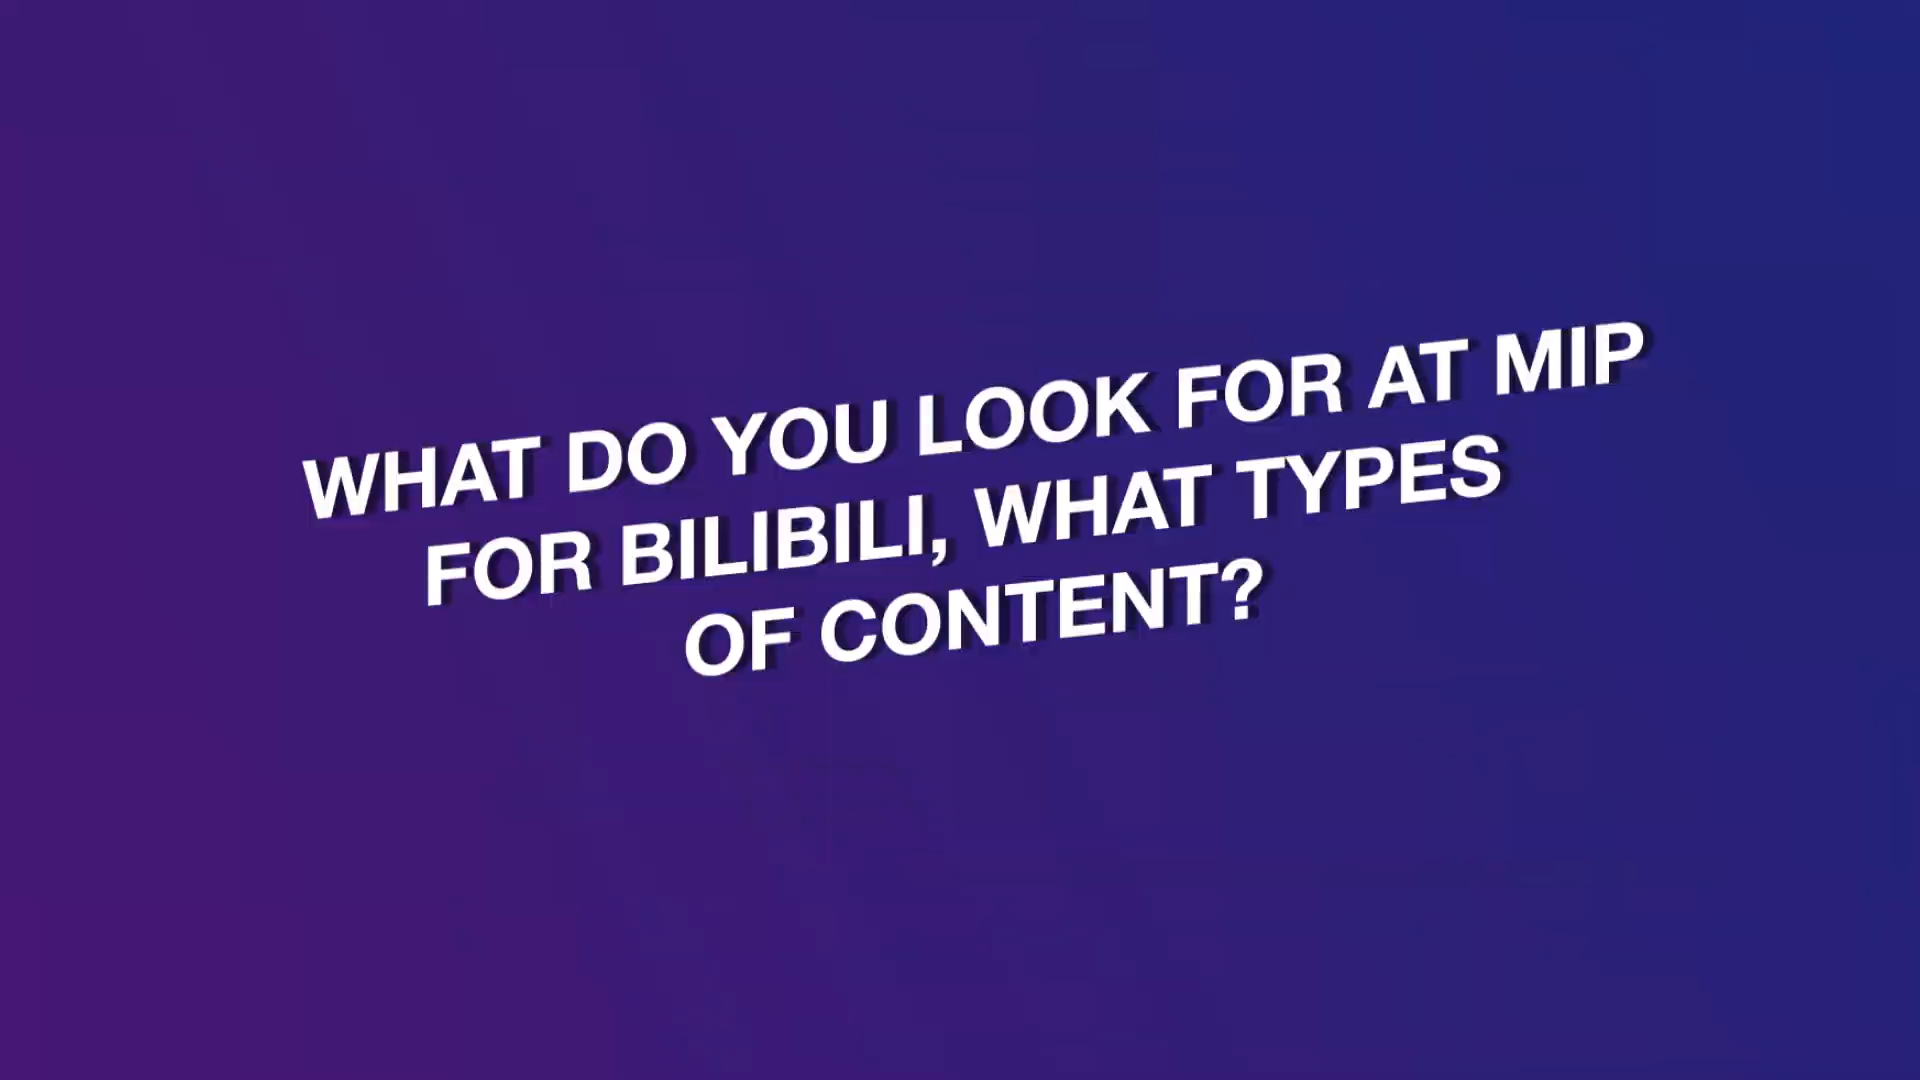 WHAT DO YOU LOOK FOR AT MIP
FOR BILIBILI, WHAT TYPES
OF CONTENT?